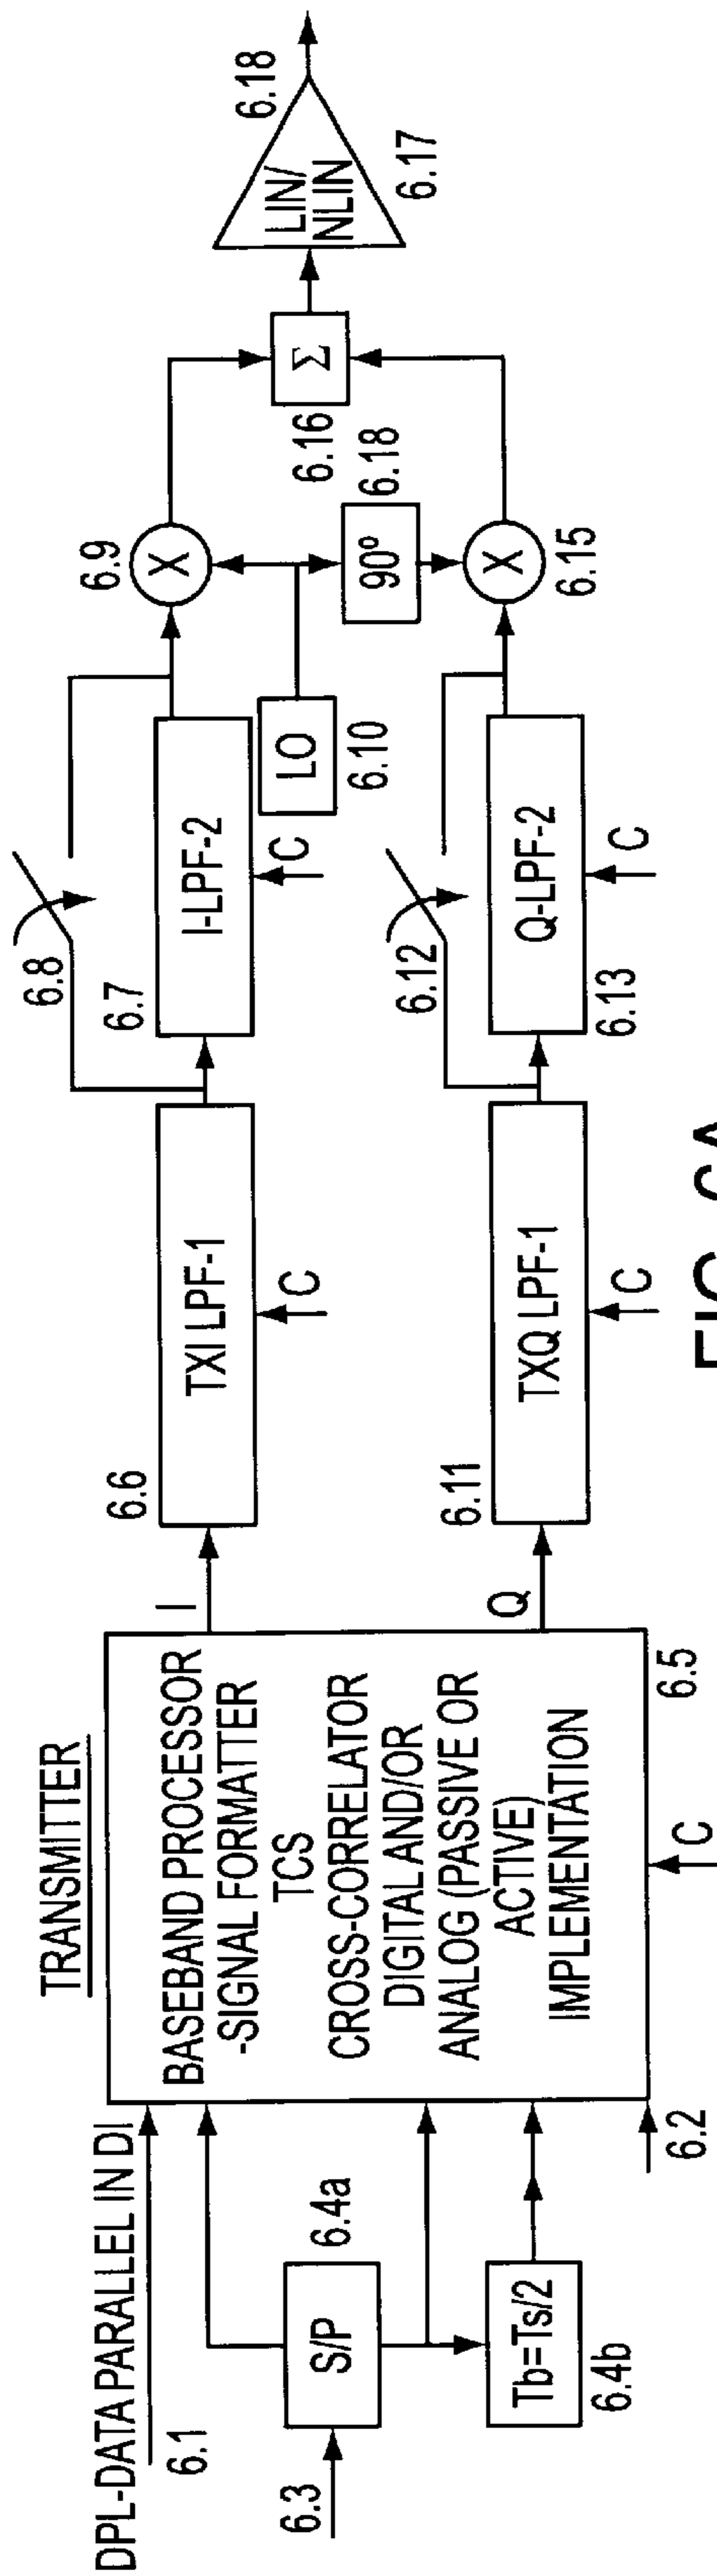 TRANSMITTER
DPL-DATA PARALLEL IN DI
6.1
6.3
S/P
6.4a
Tb=Ts/2
6.4b
6.2
BASEBAND PROCESSOR
-SIGNAL FORMATTER
TCS
CROSS-CORRELATOR
DIGITAL AND/OR
ANALOG (PASSIVE OR
ACTIVE)
IMPLEMENTATION
6.5
C
I
Q
6.6
TXI LPF-1
C
6.11
TXQ LPF-1
C
6.8
6.7
I-LPF-2
C
6.12
6.13
Q-LPF-2
C
LO
6.10
6.9
X
90º
6.18
X
6.15
Σ
6.16
LIN/
NLIN
6.17
6.18
FIG. 6A